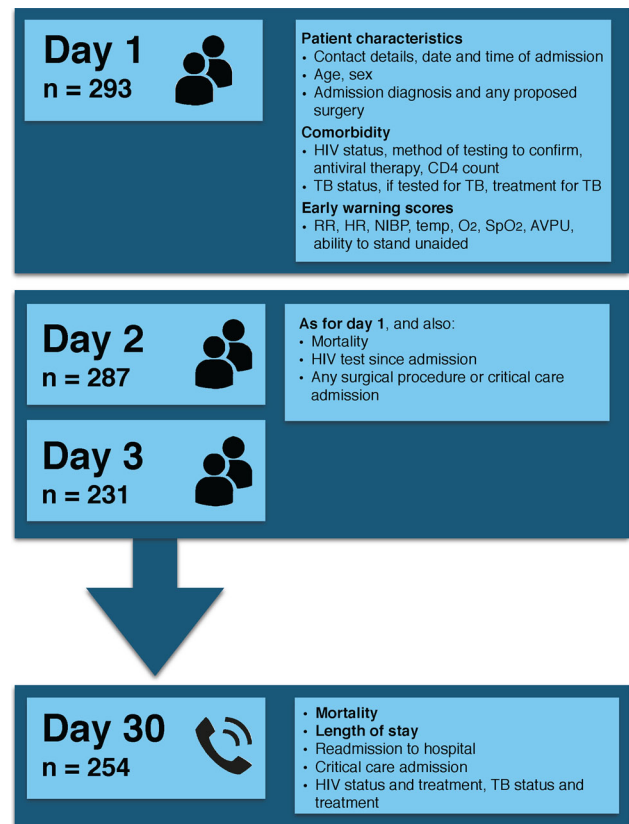 Day 1
n = 293
Patient characteristics
• Contact details, date and time of admission
• Age, sex
• Admission diagnosis and any proposed
surgery
Comorbidity
• HIV status, method of testing to confirm,
antiviral therapy, CD4 count
• TB status, if tested for TB, treatment for TB
Early warning scores
• RR, HR, NIBP, temp, O2, SpO2, AVPU,
ability to stand unaided
Day 2
n = 287
As for day 1, and also:
• Mortality
• HIV test since admission
• Any surgical procedure or critical care
admission
Day 3
n = 231
Day 30
n = 254
• Mortality
• Length of stay
• Readmission to hospital
• Critical care admission
• HIV status and treatment, TB status and
treatment